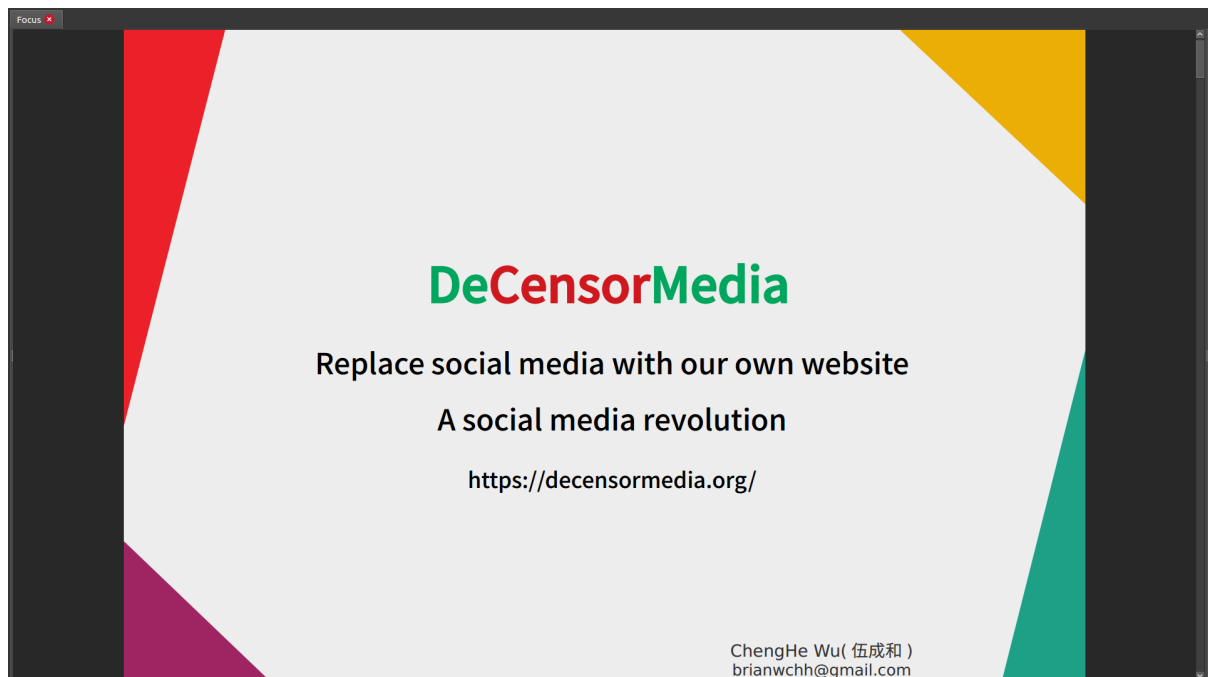 Focus
DeCensorMedia
Replace social media with our own website
A social media revolution
https://decensormedia.org/
ChengHe Wu( 伍成和 )
brianwchh@gmail.com